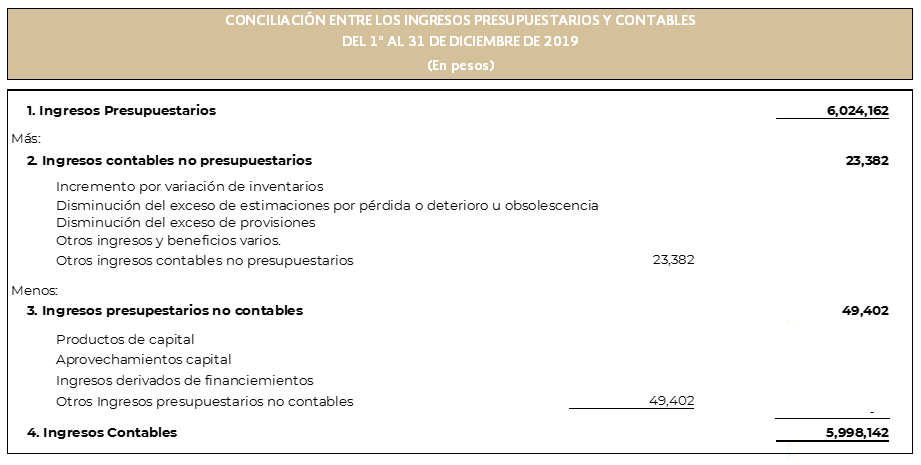 CONCILIACIÓN ENTRE LOS INGRESOS PRESUPUESTARIOS Y CONTABLES
DEL 1° AL 31 DE DICIEMBRE DE 2019
(En pesos)
1. Ingresos Presupuestarios 6,024,162
Más:
2. Ingresos contables no presupuestarios 23,382
Incremento por variación de inventarios
Disminución del exceso de estimaciones por pérdida o deterioro u obsolescencia
Disminución del exceso de provisiones
Otros ingresos y beneficios varios.
Otros ingresos contables no presupuestarios 23,382
Menos:
3. Ingresos presupestarios no contables 49,402
Productos de capital
Aprovechamientos capital
Ingresos derivados de financiemientos
Otros Ingresos presupuestarios no contables 49,402
-
4. Ingresos Contables 5,998,142